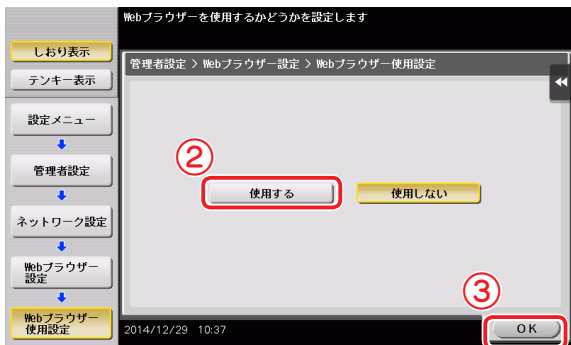 Webブラウザーを使用するかどうかを設定します
しおり表示
テンキー表示
設定メニュー
管理者設定
ネットワーク設定
Webブラウザー
設定
Webブラウザー
使用設定
管理者設定 > Webブラウザー設定 > Webブラウザー使用設定
②
使用する
使用しない
③
2014/12/29 10:37
OK